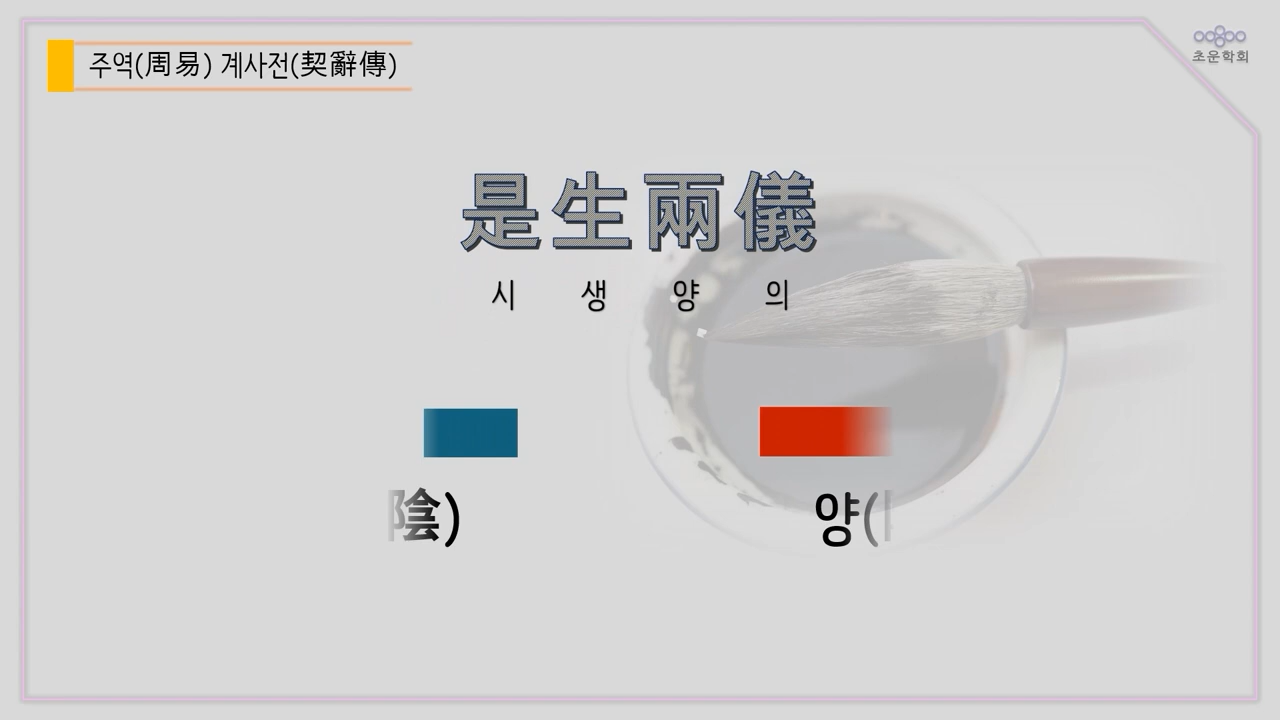 주역(周易) 계사전(契辭傳)
초운학회
是生兩儀
시 생 양 의
陰)
양(